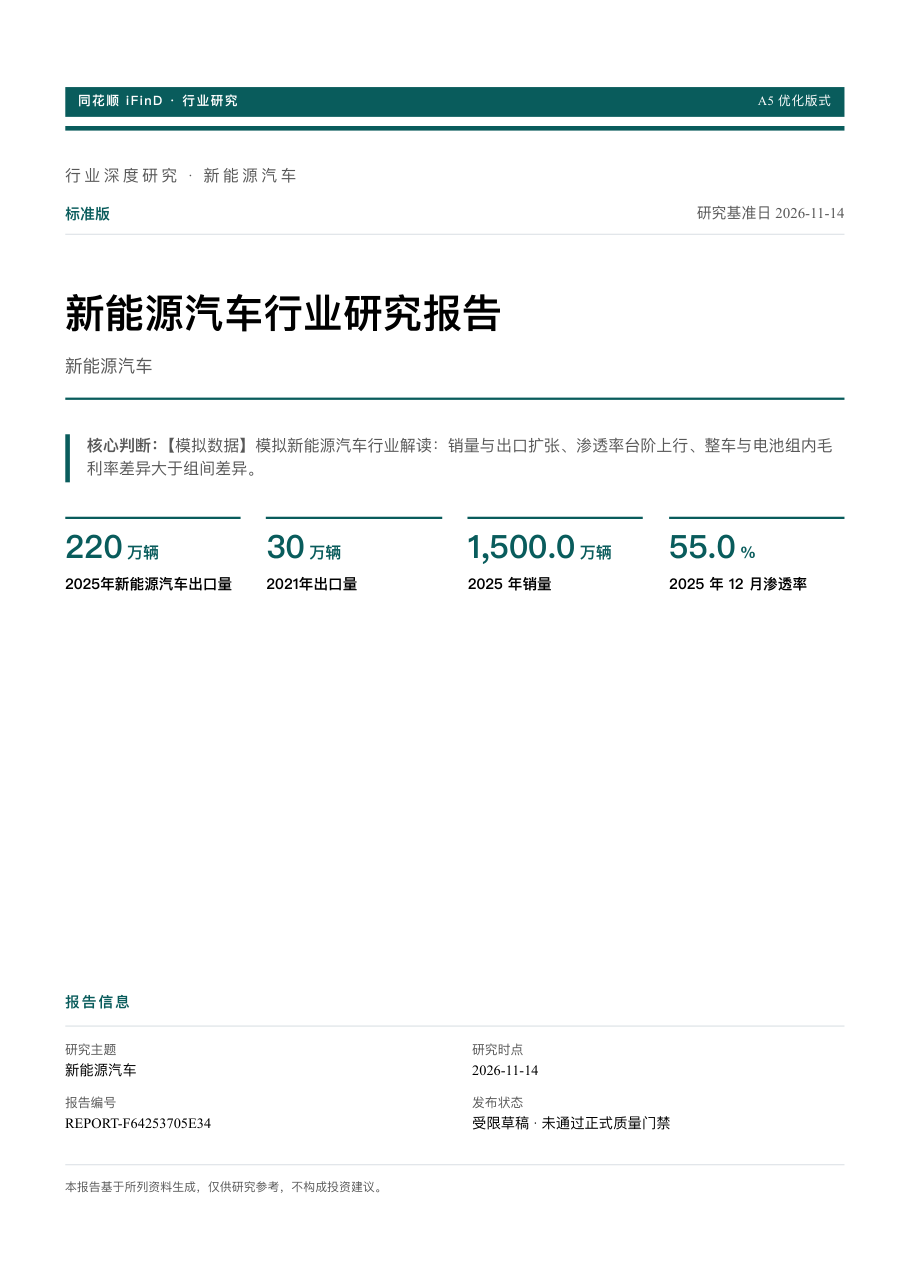 同花顺 iFinD · 行业研究
A5 优化版式
行业深度研究 · 新能源汽车
标准版
研究基准日 2026-11-14
新能源汽车行业研究报告
新能源汽车
核心判断：【模拟数据】模拟新能源汽车行业解读：销量与出口扩张、渗透率台阶上行、整车与电池组内毛
利率差异大于组间差异。
220 万辆
2025年新能源汽车出口量
30 万辆
2021年出口量
1,500.0 万辆
2025 年销量
55.0 %
2025 年 12 月渗透率
报告信息
研究主题
新能源汽车
研究时点
2026-11-14
报告编号
REPORT-F64253705E34
发布状态
受限草稿 · 未通过正式质量门禁
本报告基于所列资料生成，仅供研究参考，不构成投资建议。